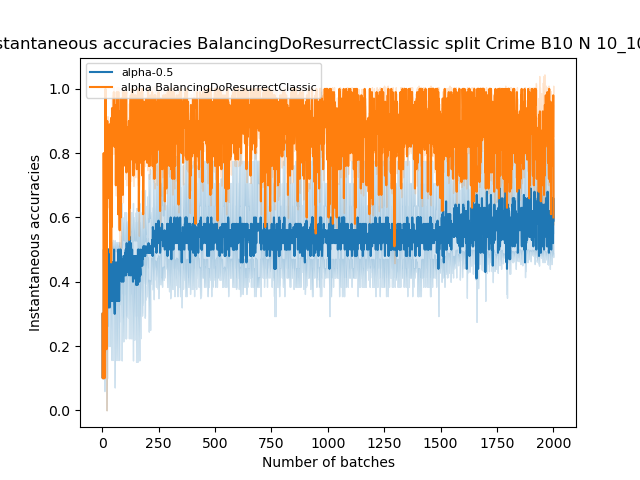 stantaneous accuracies BalancingDoResurrectClassic split Crime B10 N 10_10
alpha-0.5
alpha BalancingDoResurrectClassic
Instantaneous accuracies
1.0
0.8
0.6
0.4
0.2
0.0
0 250 500 750 1000 1250 1500 1750 2000
Number of batches